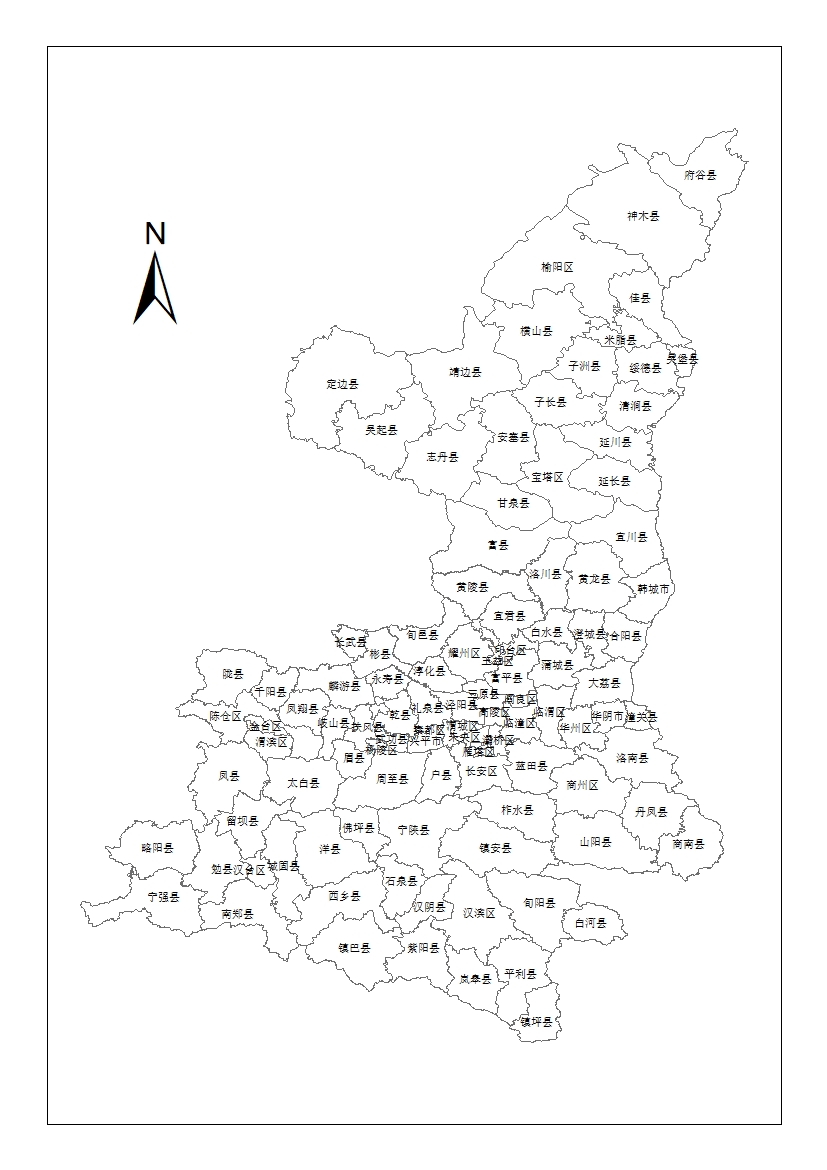 府谷县
神木县
N
榆阳区
佳县
横山县
米脂县
吴堡县
子洲县
绥德县
靖边县
定边县
子长县
清涧县
吴起县
安塞县
延川县
志丹县
宝塔区
延长县
甘泉县
宜川县
富县
洛川县
黄龙县
黄陵县
韩城市
宜君县
白水县
澄城县
合阳县
旬邑县
长武县
彬县
耀州区
印台区
王益区
蒲城县
淳化县
陇县
永寿县
富平县
大荔县
麟游县
千阳县
三原县
阎良区
泾阳县
礼泉县
凤翔县
乾县
高陵区
临渭区
陈仓区
华阴市
潼关县
岐山县
扶风县
金台区
渭城区
临潼区
华州区
秦都区
未央区
武功县
兴平市
灞桥区
渭滨区
杨陵区
雁塔区
眉县
洛南县
蓝田县
长安区
户县
周至县
凤县
太白县
商州区
柞水县
丹凤县
留坝县
佛坪县
宁陕县
山阳县
商南县
略阳县
洋县
镇安县
勉县
汉台区
城固县
石泉县
宁强县
西乡县
旬阳县
汉阴县
汉滨区
南郑县
白河县
镇巴县
紫阳县
平利县
岚皋县
镇坪县